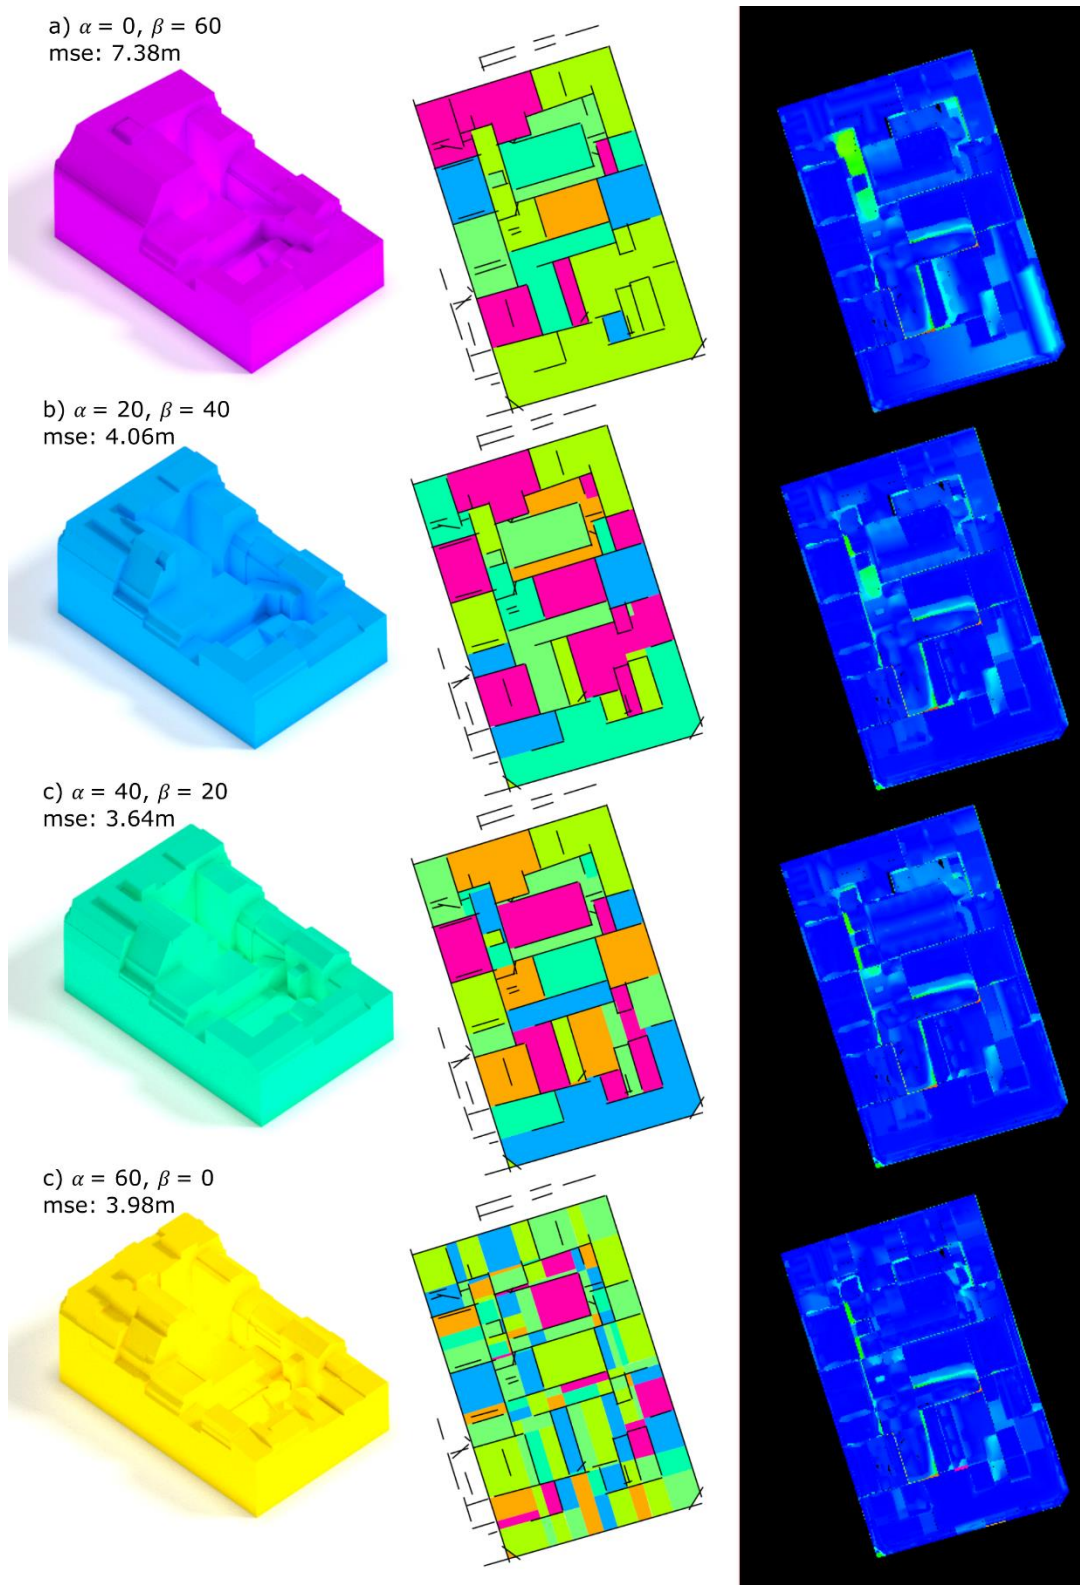 a) α = 0, β = 60
mse: 7.38m
b) α = 20, β = 40
mse: 4.06m
c) α = 40, β = 20
mse: 3.64m
c) α = 60, β = 0
mse: 3.98m